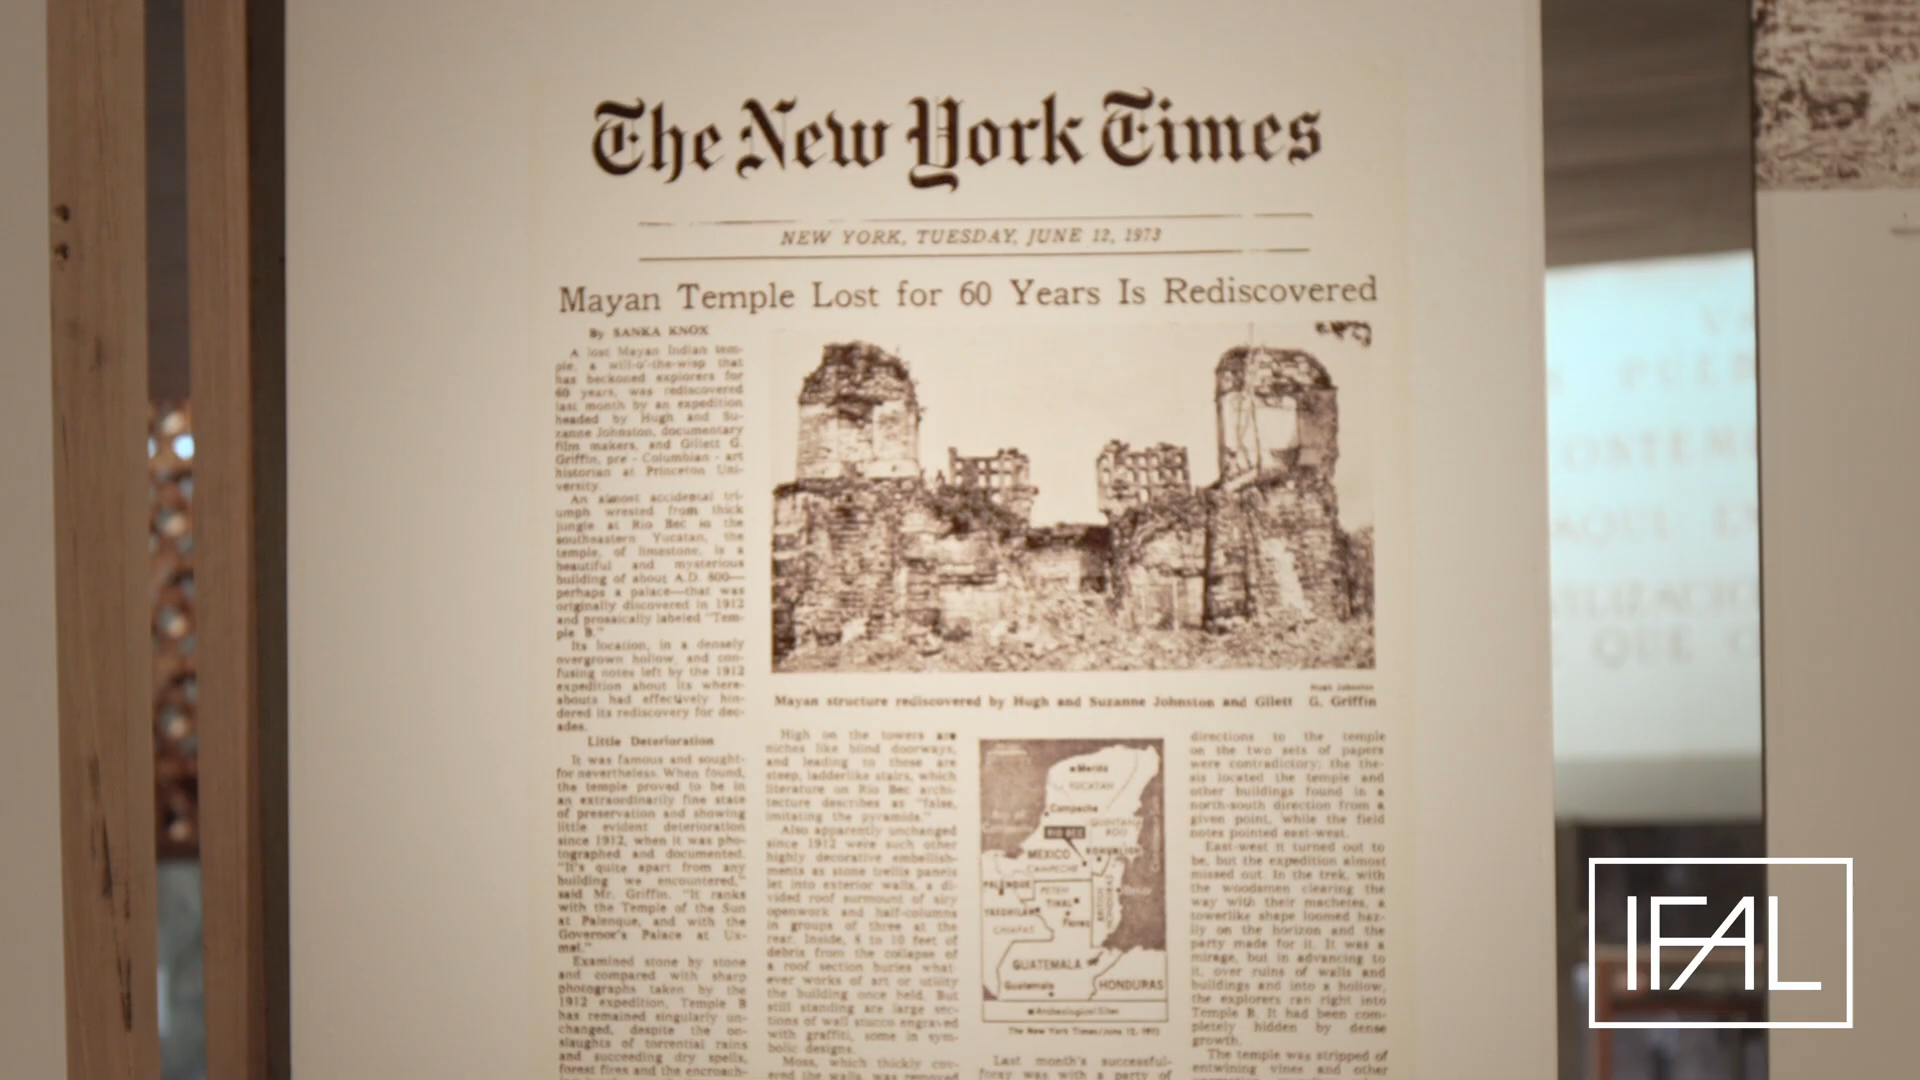 The New York Times
NEW YORK, TUESDAY, JUNE 12, 1973
Mayan Temple Lost for 60 Years Is Rediscovered
By SANKA KNOX
A lost Mayan Indian tem-
ple, a will-o'-the-wisp that
has beckoned explorers for
60 years, was rediscovered
last month by an expedition
headed by Hugh and Su-
zanne Johnston, documentary
film makers, and Gillett G.
Griffin, pre - Columbian - art
historian at Princeton Uni-
versity.
An almost accidental tri-
umph wrested from thick
jungle at Rio Bec in the
southeastern Yucatan, the
temple, of limestone, is a
beautiful and mysterious
building of about A.D. 800—
perhaps a palace—that was
originally discovered in 1912
and prosaically labeled "Tem-
ple B."
Its location, in a densely
overgrown hollow, and con-
fusing notes left by the 1912
expedition about its where-
abouts had effectively hin-
dered its rediscovery for dec-
ades.
Little Deterioration
It was famous and sought-
for nevertheless. When found,
the temple proved to be in
an extraordinarily fine state
of preservation and showing
little evident deterioration
since 1912, when it was pho-
tographed and documented.
"It's quite apart from any
building we encountered,"
said Mr. Griffin. "It ranks
with the Temple of the Sun
at Palenque, and with the
Governor's Palace at Ux-
mal."
Examined stone by stone
and compared with sharp
photographs taken by the
1912 expedition, Temple B
has remained singularly un-
changed, despite the on-
slaughts of torrential rains
and succeeding dry spells,
forest fires and the encroach-
Hugh Johnston
Mayan structure rediscovered by Hugh and Suzanne Johnston and Gilett G. Griffin
High on the towers are
niches like blind doorways,
and leading to these are
steep, ladderlike stairs, which
literature on Rio Bec archi-
tecture describes as "false,
imitating the pyramids."
Also apparently unchanged
since 1912 were such other
highly decorative embellish-
ments as stone trellis panels
let into exterior walls, a di-
vided roof surmount of airy
openwork and half-columns
in groups of three at the
rear. Inside, 8 to 10 feet of
debris from the collapse of
a roof section buries what-
ever works of art or utility
the building once held. But
still standing are large sec-
tions of wall stucco engraved
with graffiti, some in sym-
bolic designs.
Moss, which thickly cov-
ered the walls, was removed
Merida
YUCATAN
Campeche
QUINTANA
ROO
RIO BEC
MEXICO
KOHUNLICH
CAMPECHE
PALENQUE
PETEN
TIKAL
BRITISH
HONDURAS
Belize
YAXCHILAN
Flores
CHIAPAS
GUATEMALA
Guatemala
HONDURAS
Archeological Sites
The New York Times/June 12, 1973
Last month's successful-
foray was with a party of
directions to the temple
on the two sets of papers
were contradictory; the the-
sis located the temple and
other buildings found in a
north-south direction from a
given point, while the field
notes pointed east-west.
East-west it turned out to
be, but the expedition almost
missed out. In the trek, with
the woodsmen clearing the
way with their machetes, a
towerlike shape loomed haz-
ily on the horizon and the
party made for it. It was a
mirage, but in advancing to
it, over ruins of walls and
buildings and into a hollow,
the explorers ran right into
Temple B. It had been com-
pletely hidden by dense
growth.
The temple was stripped of
entwining vines and other
IFAL